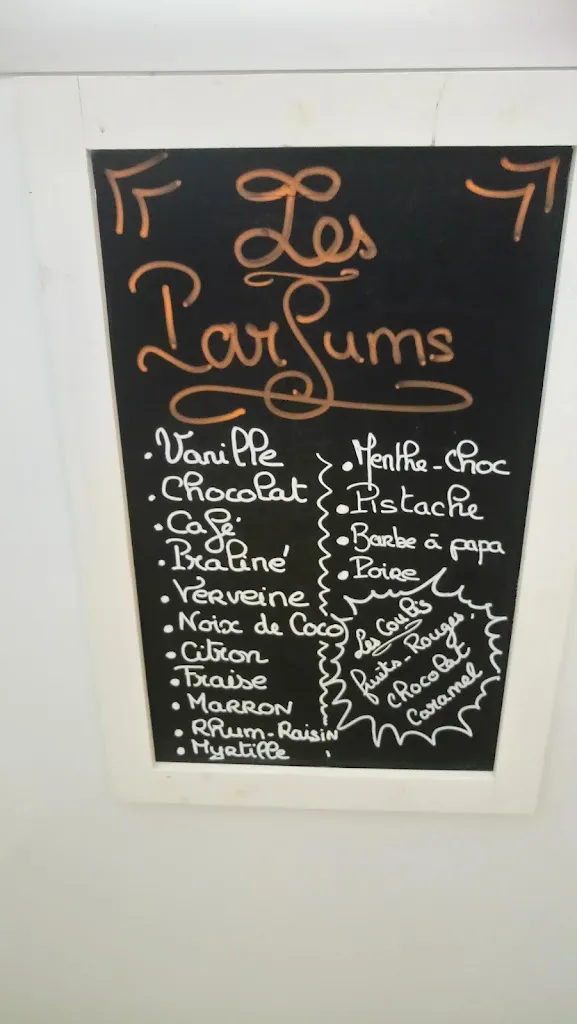 Les
Parfums
• Vanille
• Chocolat
• Café
• Praliné
• Verveine
• Noix de Coco
• Citron
• Fraise
• MARRON
• RHum-Raisin
• Myrtille
• Menthe-choc
• Pistache
• Barbe à papa
• Poire
Les Coulis
fruits-Rouges
chocolat
caramel